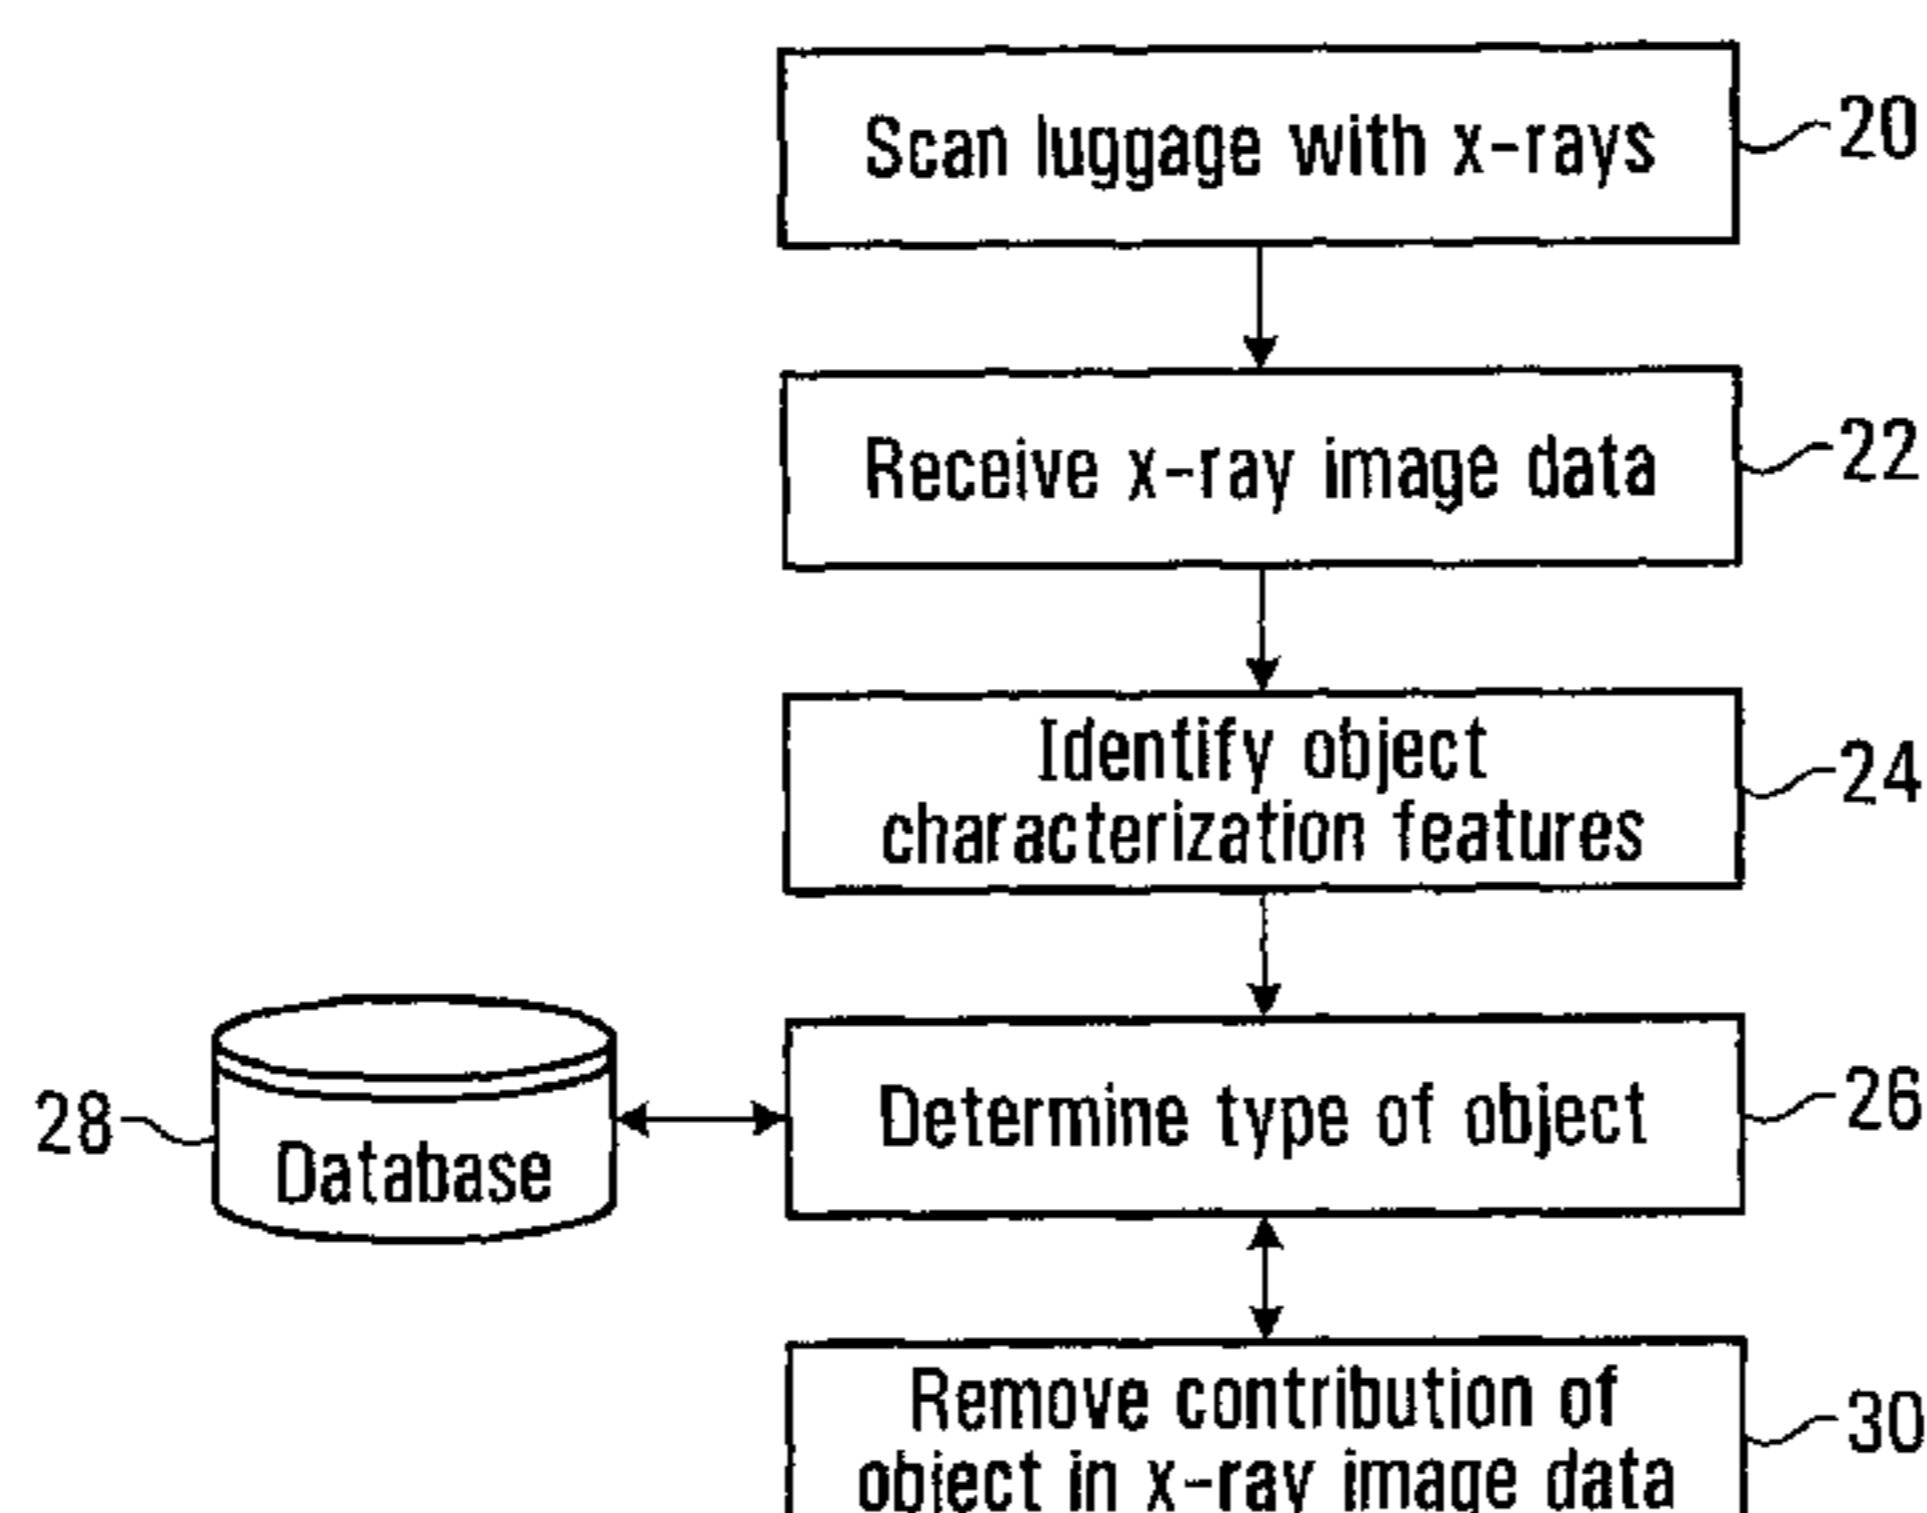 Scan luggage with x-rays
20
Receive x-ray image data
22
Identify object
characterization features
24
Determine type of object
26
28
Database
Remove contribution of
object in x-ray image data
30